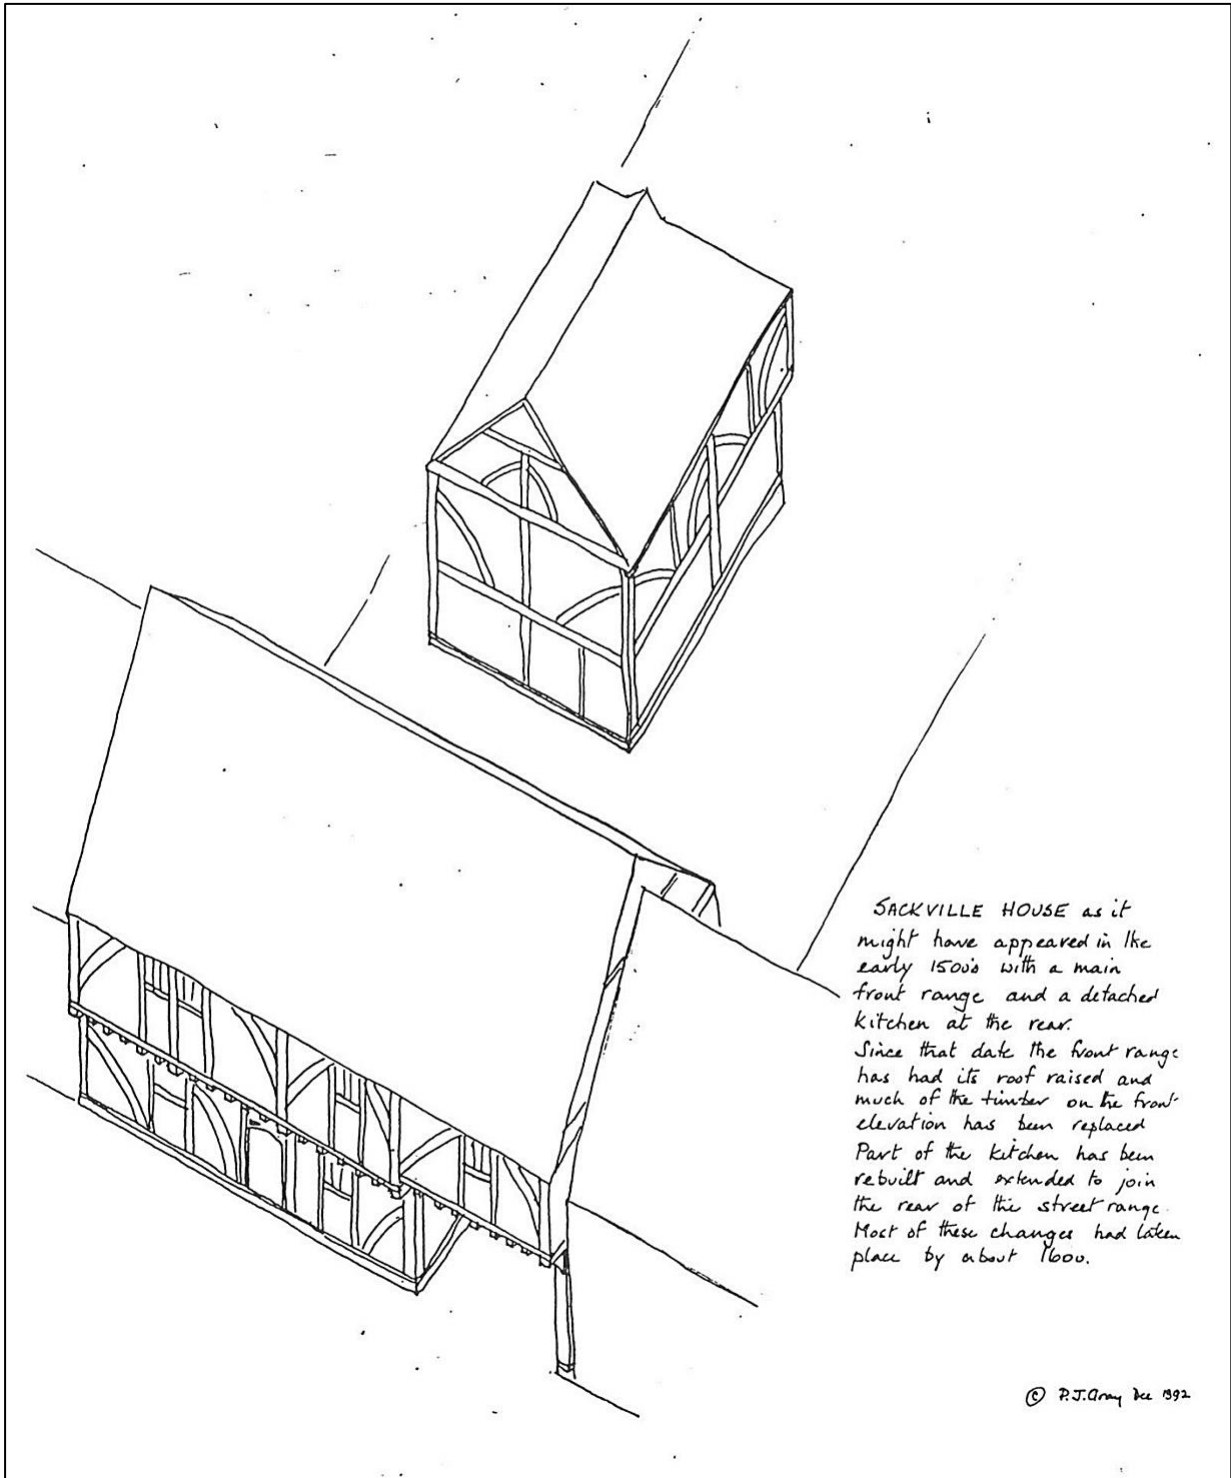 SACKVILLE HOUSE as it
might have appeared in the
early 1500's with a main
front range and a detached
kitchen at the rear.
Since that date the front range
has had its roof raised and
much of the timber on the front
elevation has been replaced
Part of the kitchen has been
rebuilt and extended to join
the rear of the street range.
Most of these changes had taken
place by about 1600.
© P.J.Gray Dec 1992